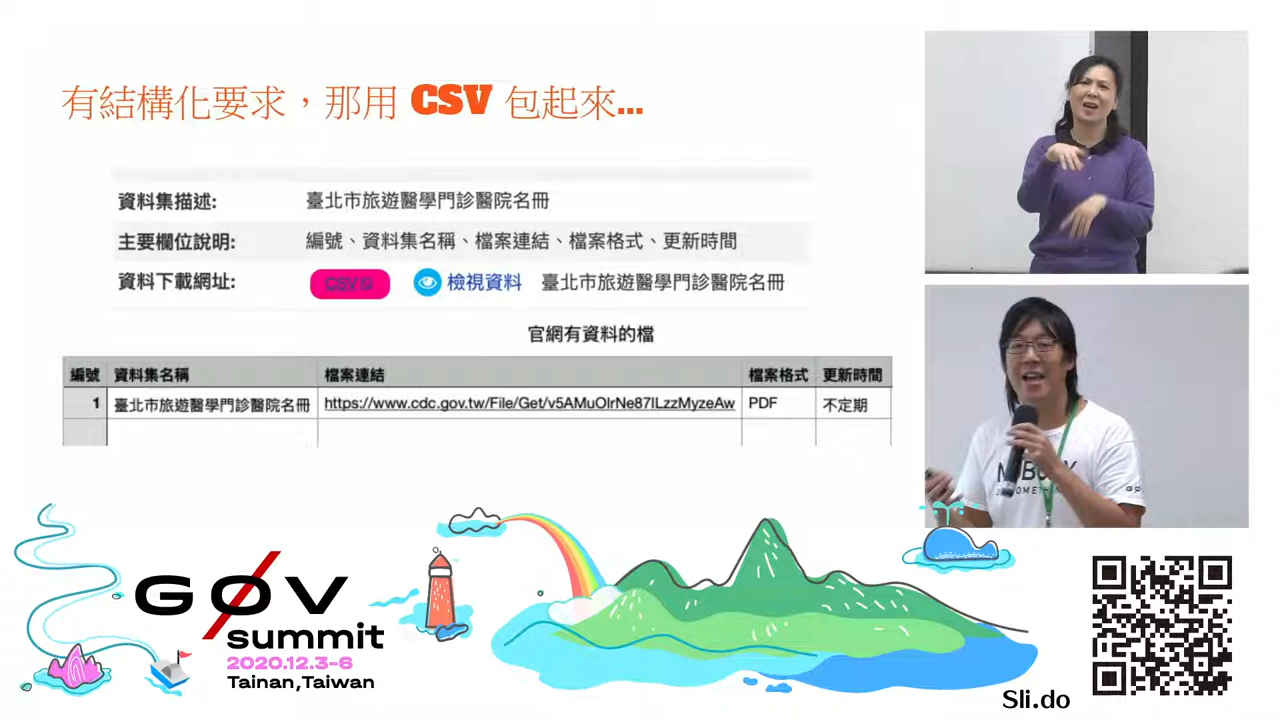 有結構化要求，那用 CSV 包起來...
資料集描述: 臺北市旅遊醫學門診醫院名冊
主要欄位說明: 編號、資料集名稱、檔案連結、檔案格式、更新時間
資料下載網址: CSV 檢視資料 臺北市旅遊醫學門診醫院名冊
官網有資料的檔
編號 資料集名稱 檔案連結 檔案格式 更新時間
1 臺北市旅遊醫學門診醫院名冊 https://www.cdc.gov.tw/File/Get/v5AMuOlrNe87lLzzMyzeAw PDF 不定期
GØV
summit
2020.12.3-6
Tainan,Taiwan
Sli.do